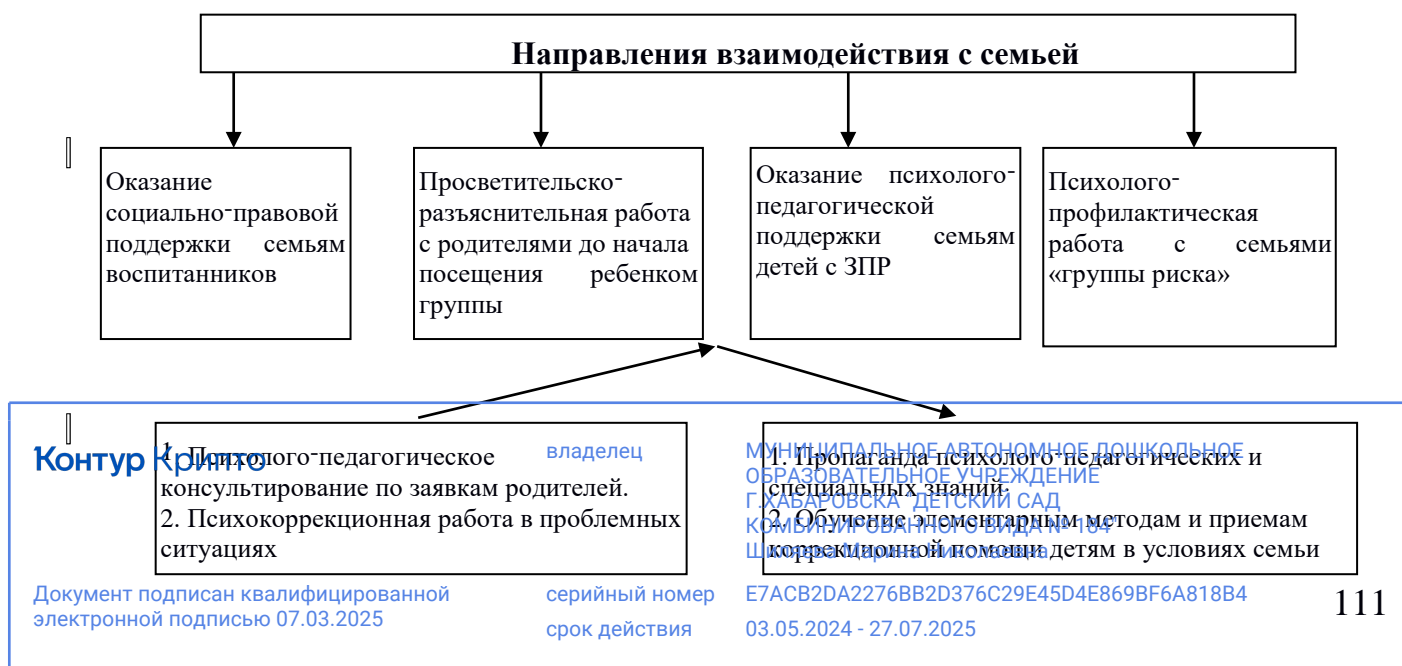 Направления взаимодействия с семьей
Оказание
социально-правовой
поддержки семьям
воспитанников
Просветительско-
разъяснительная работа
с родителями до начала
посещения ребенком
группы
Оказание психолого-
педагогической
поддержки семьям
детей с ЗПР
Психолого-
профилактическая
работа с семьями
«группы риска»
1. Психолого-педагогическое
консультирование по заявкам родителей.
2. Психокоррекционная работа в проблемных
ситуациях
1. Пропаганда психолого-педагогических и
специальных знаний.
2. Обучение элементарным методам и приемам
коррекционной помощи детям в условиях семьи
Контур Крипто
владелец
МУНИЦИПАЛЬНОЕ АВТОНОМНОЕ ДОШКОЛЬНОЕ
ОБРАЗОВАТЕЛЬНОЕ УЧРЕЖДЕНИЕ
Г.ХАБАРОВСКА "ДЕТСКИЙ САД
КОМБИНИРОВАННОГО ВИДА № 184"
Марина Николаевна
Документ подписан квалифицированной
электронной подписью 07.03.2025
серийный номер
E7ACB2DA2276BB2D376C29E45D4E869BF6A818B4
срок действия
03.05.2024 - 27.07.2025
111